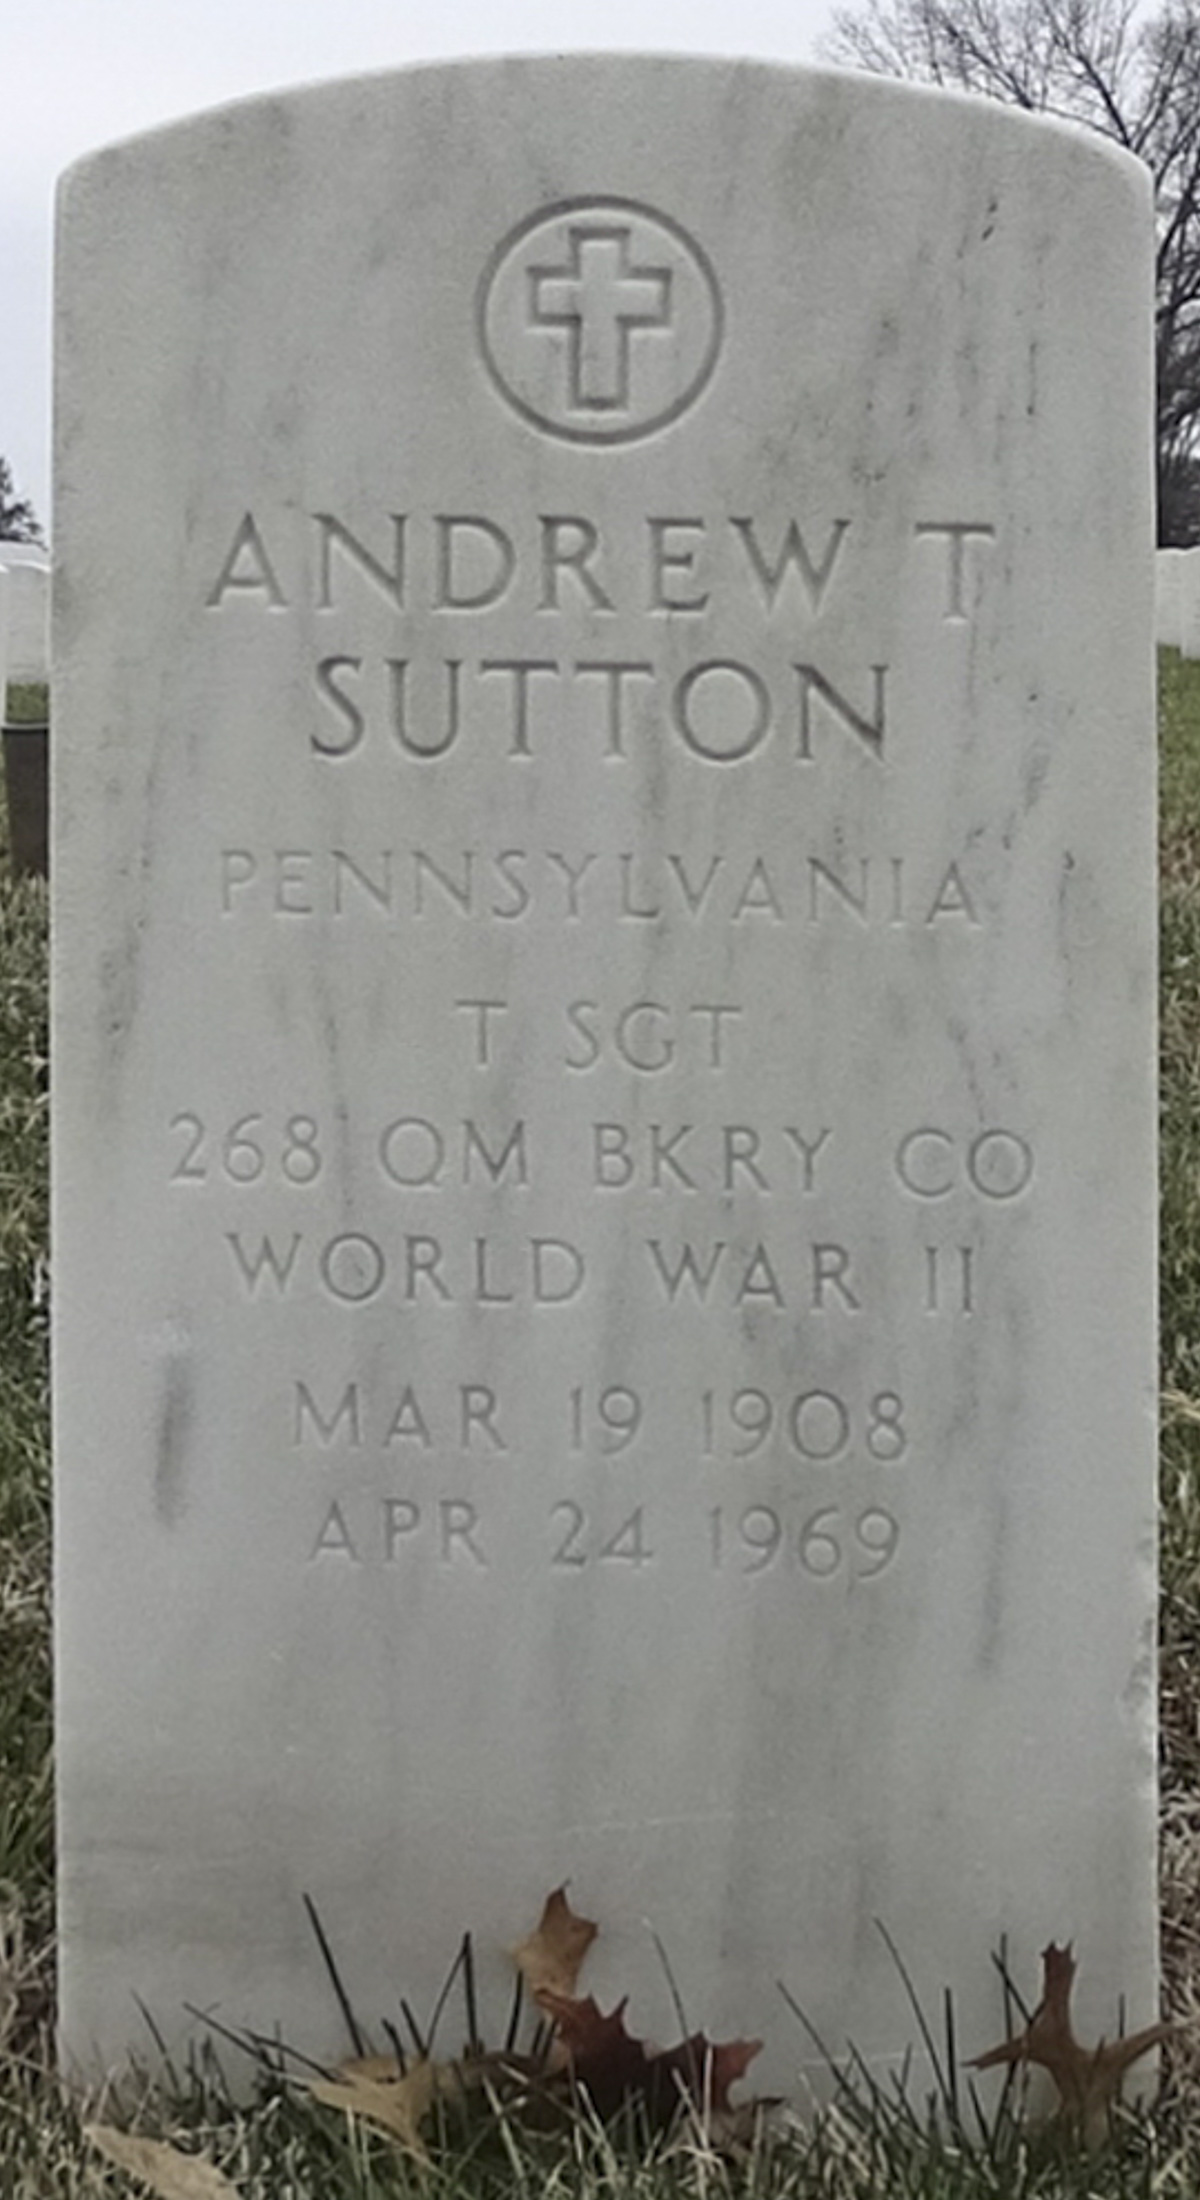 ANDREW T
SUTTON
PENNSYLVANIA
T SGT
268 QM BKRY CO
WORLD WAR II
MAR 19 1908
APR 24 1969